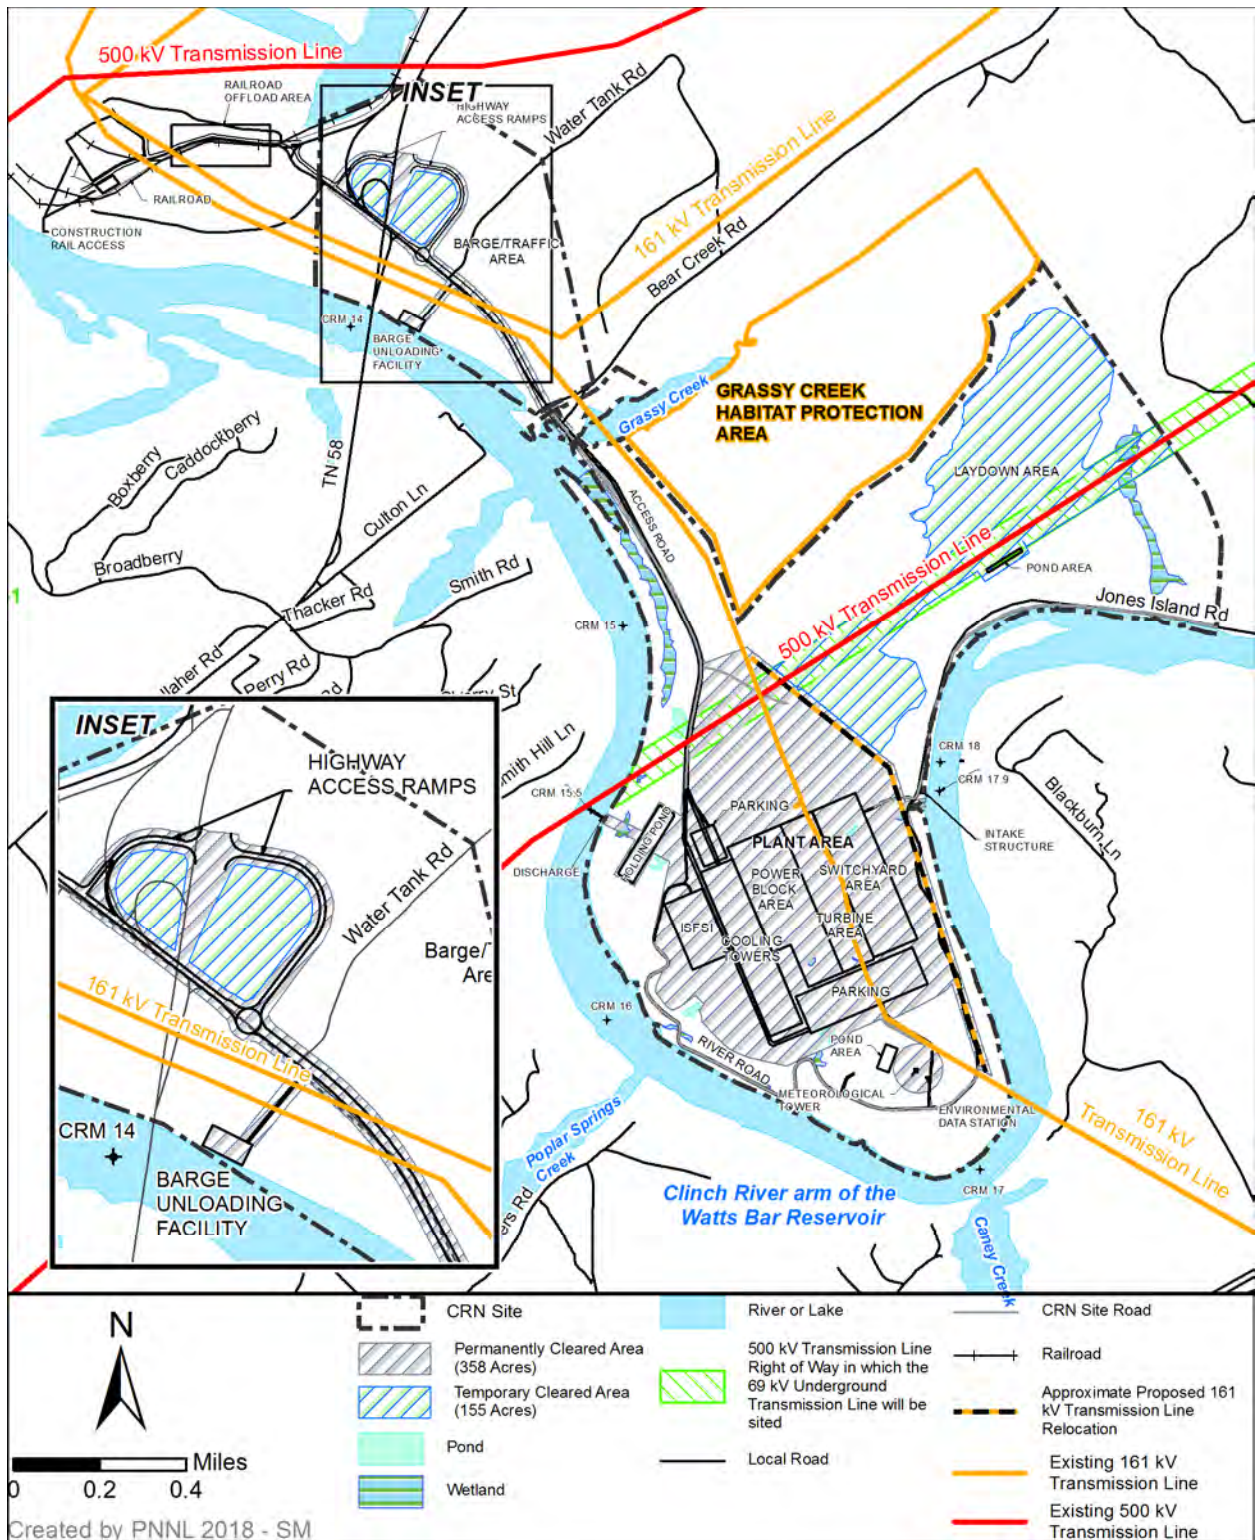 500 kV Transmission Line
RAILROAD
OFFLOAD AREA
INSET
HIGHWAY
ACCESS RAMPS
Water Tank Rd
161 kV Transmission Line
Bear Creek Rd
RAILROAD
CONSTRUCTION
RAIL ACCESS
BARGE/TRAFFIC
AREA
CRM 14
BARGE
UNLOADING
FACILITY
Grassy Creek
GRASSY CREEK
HABITAT PROTECTION
AREA
Boxberry
Caddockberry
TN 58
Culton Ln
Broadberry
Smith Rd
Thacker Rd
ACCESS ROAD
LAYDOWN AREA
500 kV Transmission Line
POND AREA
Jones Island Rd
CRM 15
-1
llaher Rd
Perry Rd
Rd
erry St
mith Hill Ln
CRM 15.5
DISCHARGE
HOLDING POND
PARKING
PLANT AREA
POWER
BLOCK
AREA
SWITCHYARD
AREA
TURBINE
AREA
ISFSI
COOLING
TOWERS
PARKING
CRM 18
CRM 17.9
INTAKE
STRUCTURE
Blackburn Ln
CRM 16
RIVER ROAD
POND
AREA
METEOROLOGICAL
TOWER
ENVIRONMENTAL
DATA STATION
161 kV
Transmission Line
CRM 17
Poplar Springs
Creek
ers Rd
Clinch River arm of the
Watts Bar Reservoir
Caney Creek
INSET
HIGHWAY
ACCESS RAMPS
Water Tank Rd
Barge/T
Are
161 kV Transmission Line
CRM 14
BARGE
UNLOADING
FACILITY
N
Miles
0 0.2 0.4
Created by PNNL 2018 - SM
CRN Site
Permanently Cleared Area
(358 Acres)
Temporary Cleared Area
(155 Acres)
Pond
Wetland
River or Lake
500 kV Transmission Line
Right of Way in which the
69 kV Underground
Transmission Line will be
sited
Local Road
CRN Site Road
Railroad
Approximate Proposed 161
kV Transmission Line
Relocation
Existing 161 kV
Transmission Line
Existing 500 kV
Transmission Line